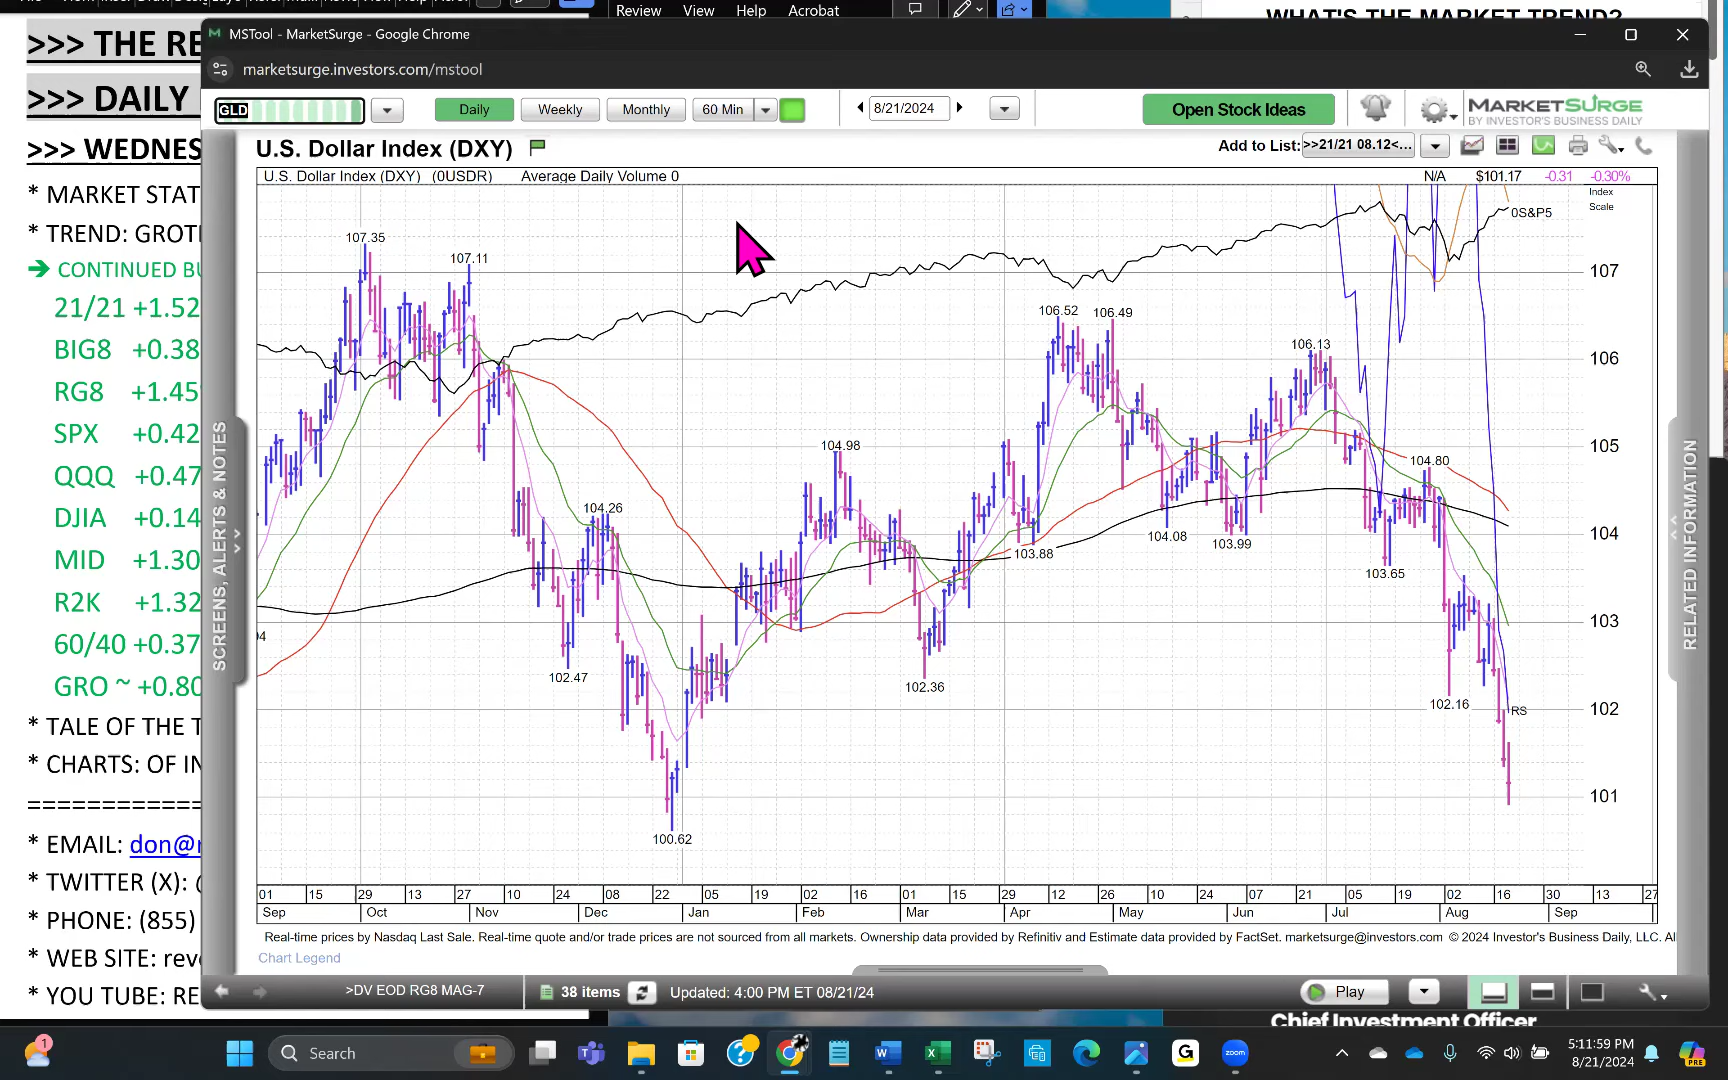 Review View Help Acrobat
WHAT'S THE MARKET TREND?
>>> THE RE
>>> DAILY
>>> WEDNES
* MARKET STAT
* TREND: GROT
CONTINUED BU
21/21 +1.52
BIG8 +0.38
RG8 +1.45
SPX +0.42
QQQ +0.47
DJIA +0.14
MID +1.30
R2K +1.32
60/40 +0.37
GRO ~ +0.80
* TALE OF THE T
* CHARTS: OF IN
* EMAIL: don@r
* TWITTER (X): @
* PHONE: (855)
* WEB SITE: reve
* YOU TUBE: RE
MSTool - MarketSurge - Google Chrome
marketsurge.investors.com/mstool
GLD
Daily Weekly Monthly 60 Min
8/21/2024
Open Stock Ideas
MARKETSURGE
BY INVESTOR'S BUSINESS DAILY
U.S. Dollar Index (DXY)
Add to List: >>21/21 08.12<...
U.S. Dollar Index (DXY) (0USDR) Average Daily Volume 0
N/A $101.17 -0.31 -0.30%
Index
Scale
0S&P5
107.35
107.11
107
106.52
106.49
106.13
106
104.98
105
104.80
104.26
104
103.88
104.08
103.99
103.65
94
103
102.47
102.36
102.16
RS
102
101
100.62
01 15 29 13 27 10 24 08 22 05 19 02 16 01 15 29 12 26 10 24 07 21 05 19 02 16 30 13 27
Sep Oct Nov Dec Jan Feb Mar Apr May Jun Jul Aug Sep
Real-time prices by Nasdaq Last Sale. Real-time quote and/or trade prices are not sourced from all markets. Ownership data provided by Refinitiv and Estimate data provided by FactSet. marketsurge@investors.com © 2024 Investor's Business Daily, LLC. Al
Chart Legend
SCREENS, ALERTS & NOTES
RELATED INFORMATION
>DV EOD RG8 MAG-7
38 items
Updated: 4:00 PM ET 08/21/24
Play
Chief Investment Officer
1
Search
zoom
PRE
5:11:59 PM
8/21/2024